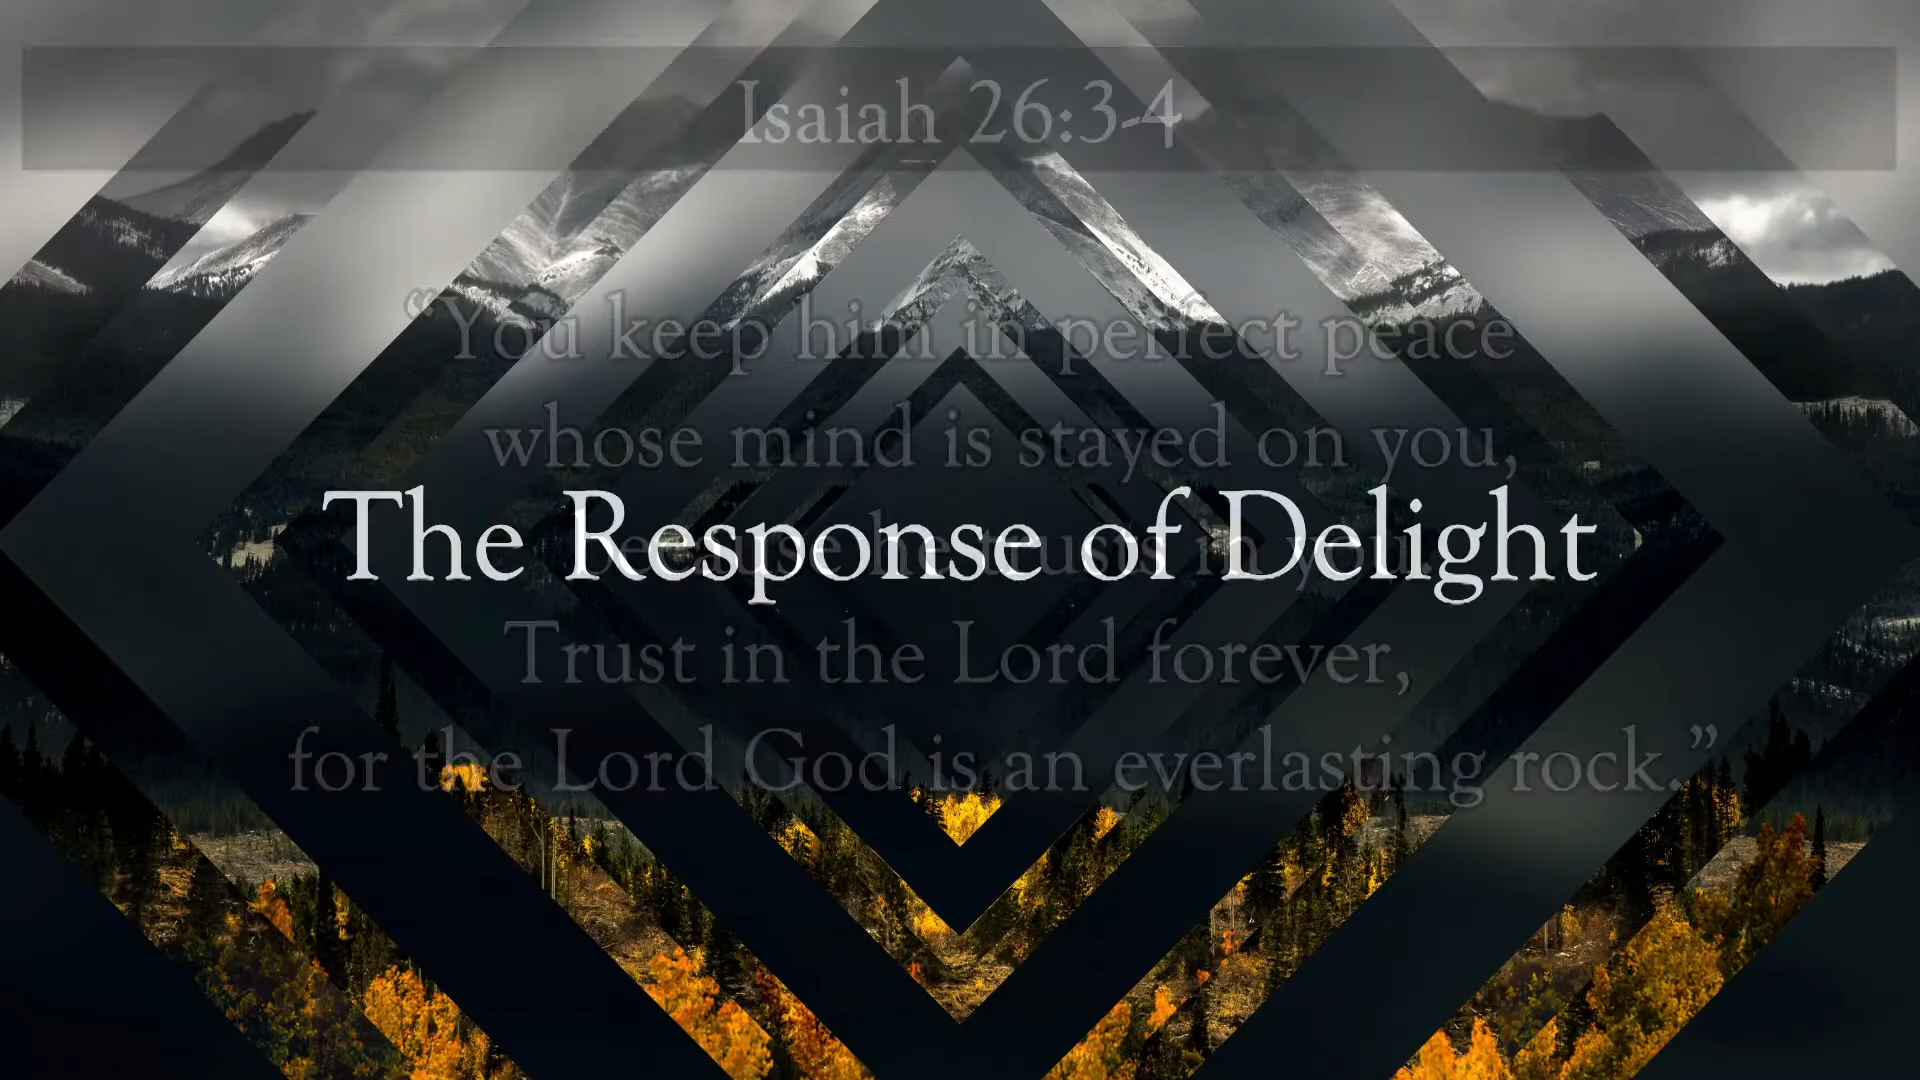 Isaiah 26:3-4
“You keep him in perfect peace
whose mind is stayed on you,
The Response of Delight
Trust in the Lord forever,
for the Lord God is an everlasting rock.”